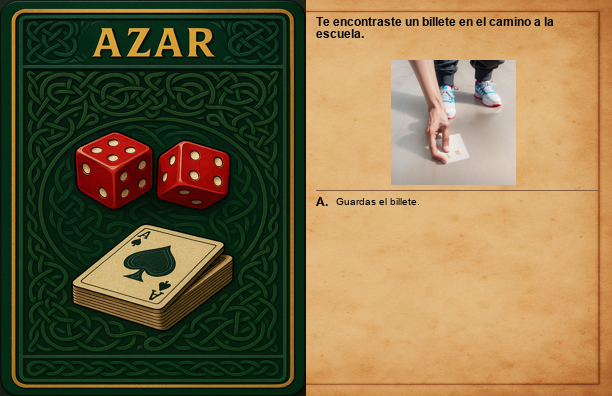 AZAR
A
A
Te encontraste un billete en el camino a la
escuela.
A. Guardas el billete.